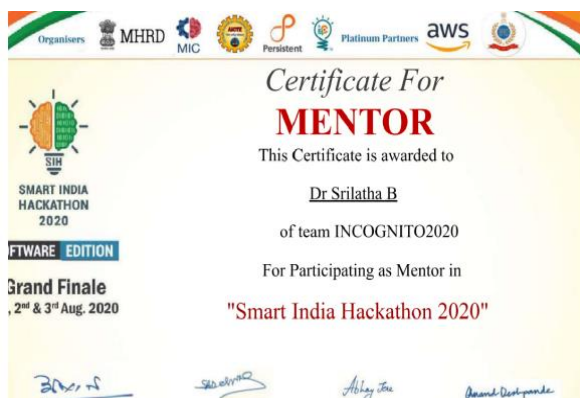 Organisers
MHRD
MIC
AICTE
Persistent
Platinum Partners
aws
Certificate For
MENTOR
This Certificate is awarded to
Dr Srilatha B
of team INCOGNITO2020
For Participating as Mentor in
"Smart India Hackathon 2020"
SIH
SMART INDIA
HACKATHON
2020
FTWARE EDITION
Grand Finale
, 2nd & 3rd Aug. 2020
Abhay Jere
Anand Deshpande